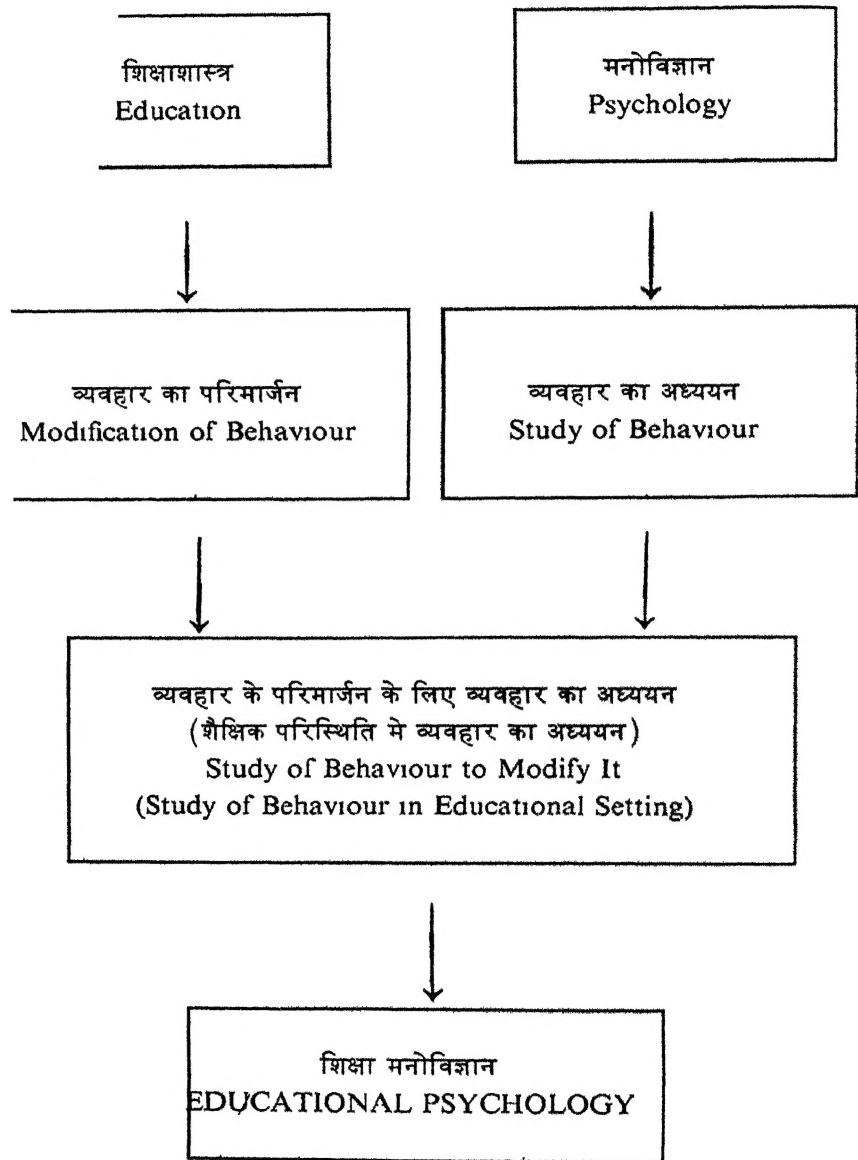 शिक्षाशास्त्र
Education
मनोविज्ञान
Psychology
व्यवहार का परिमार्जन
Modification of Behaviour
व्यवहार का अध्ययन
Study of Behaviour
व्यवहार के परिमार्जन के लिए व्यवहार का अध्ययन
(शैक्षिक परिस्थिति मे व्यवहार का अध्ययन)
Study of Behaviour to Modify It
(Study of Behaviour in Educational Setting)
शिक्षा मनोविज्ञान
EDUCATIONAL PSYCHOLOGY